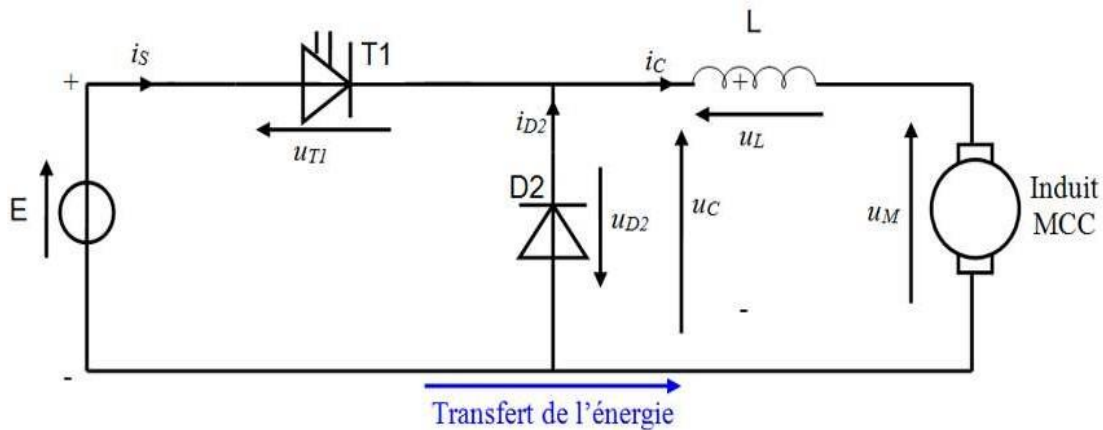 L
iS
T1
iC
+
+
iD2
uT1
uL
D2
E
uD2
uC
uM
Induit
MCC
-
-
Transfert de l'énergie